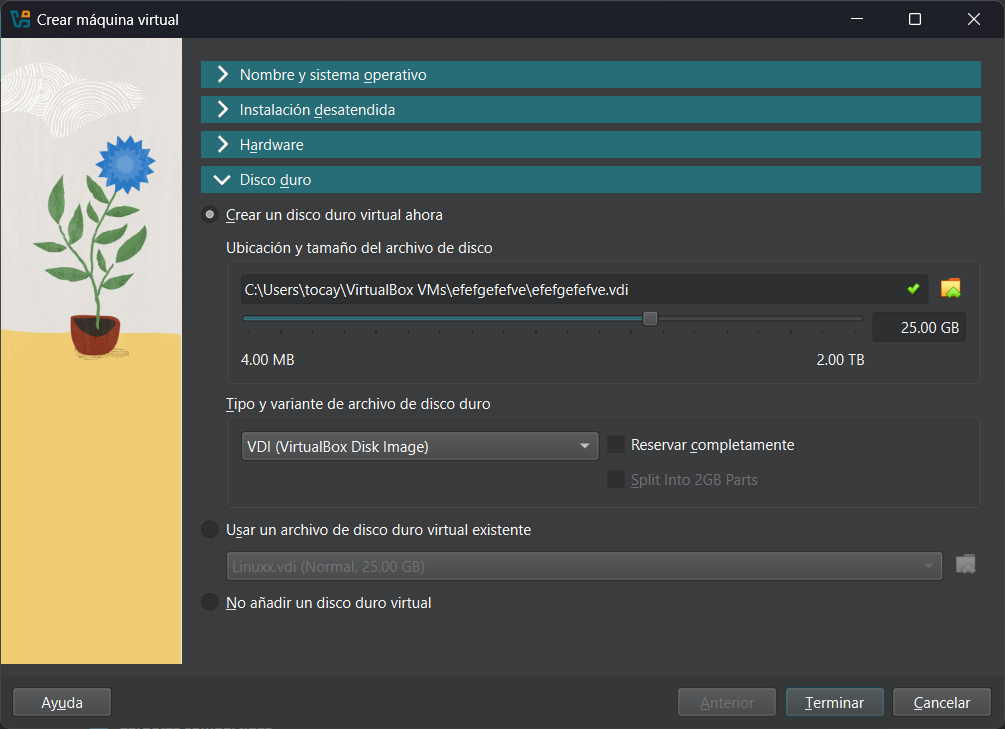 Crear máquina virtual
Nombre y sistema operativo
Instalación desatendida
Hardware
Disco duro
Crear un disco duro virtual ahora
Ubicación y tamaño del archivo de disco
C:\Users\tocay\VirtualBox VMs\efefgefefve\efefgefefve.vdi
25.00 GB
4.00 MB 2.00 TB
Tipo y variante de archivo de disco duro
VDI (VirtualBox Disk Image) Reservar completamente
Split Into 2GB Parts
Usar un archivo de disco duro virtual existente
Linuxx.vdi (Normal, 25.00 GB)
No añadir un disco duro virtual
Ayuda Anterior Terminar Cancelar